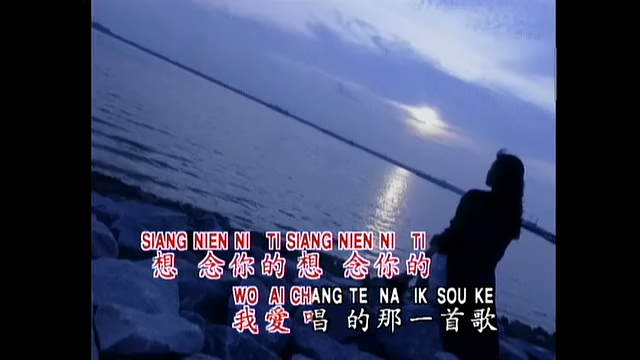 SIANG NIEN NI TI SIANG NIEN NI TI
想 念你的想 念你的
WO AI CHANG TE NA IK SOU KE
我愛 唱 的那一首歌